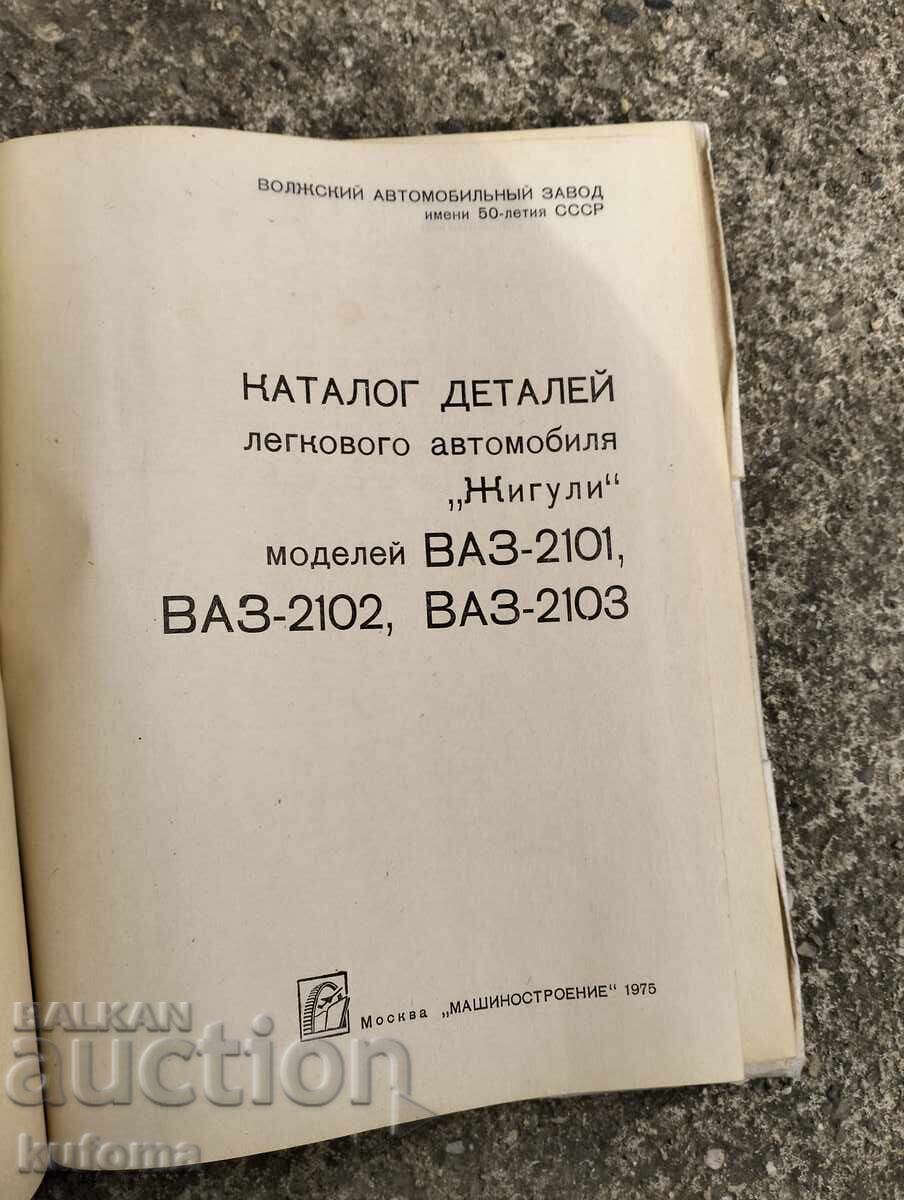 ВОЛЖСКИЙ АВТОМОБИЛЬНЫЙ ЗАВОД
имени 50-летия СССР
КАТАЛОГ ДЕТАЛЕЙ
легкового автомобиля
„Жигули“
моделей ВАЗ-2101,
ВАЗ-2102, ВАЗ-2103
Москва „МАШИНОСТРОЕНИЕ“ 1975
BALKAN
auction
kufoma